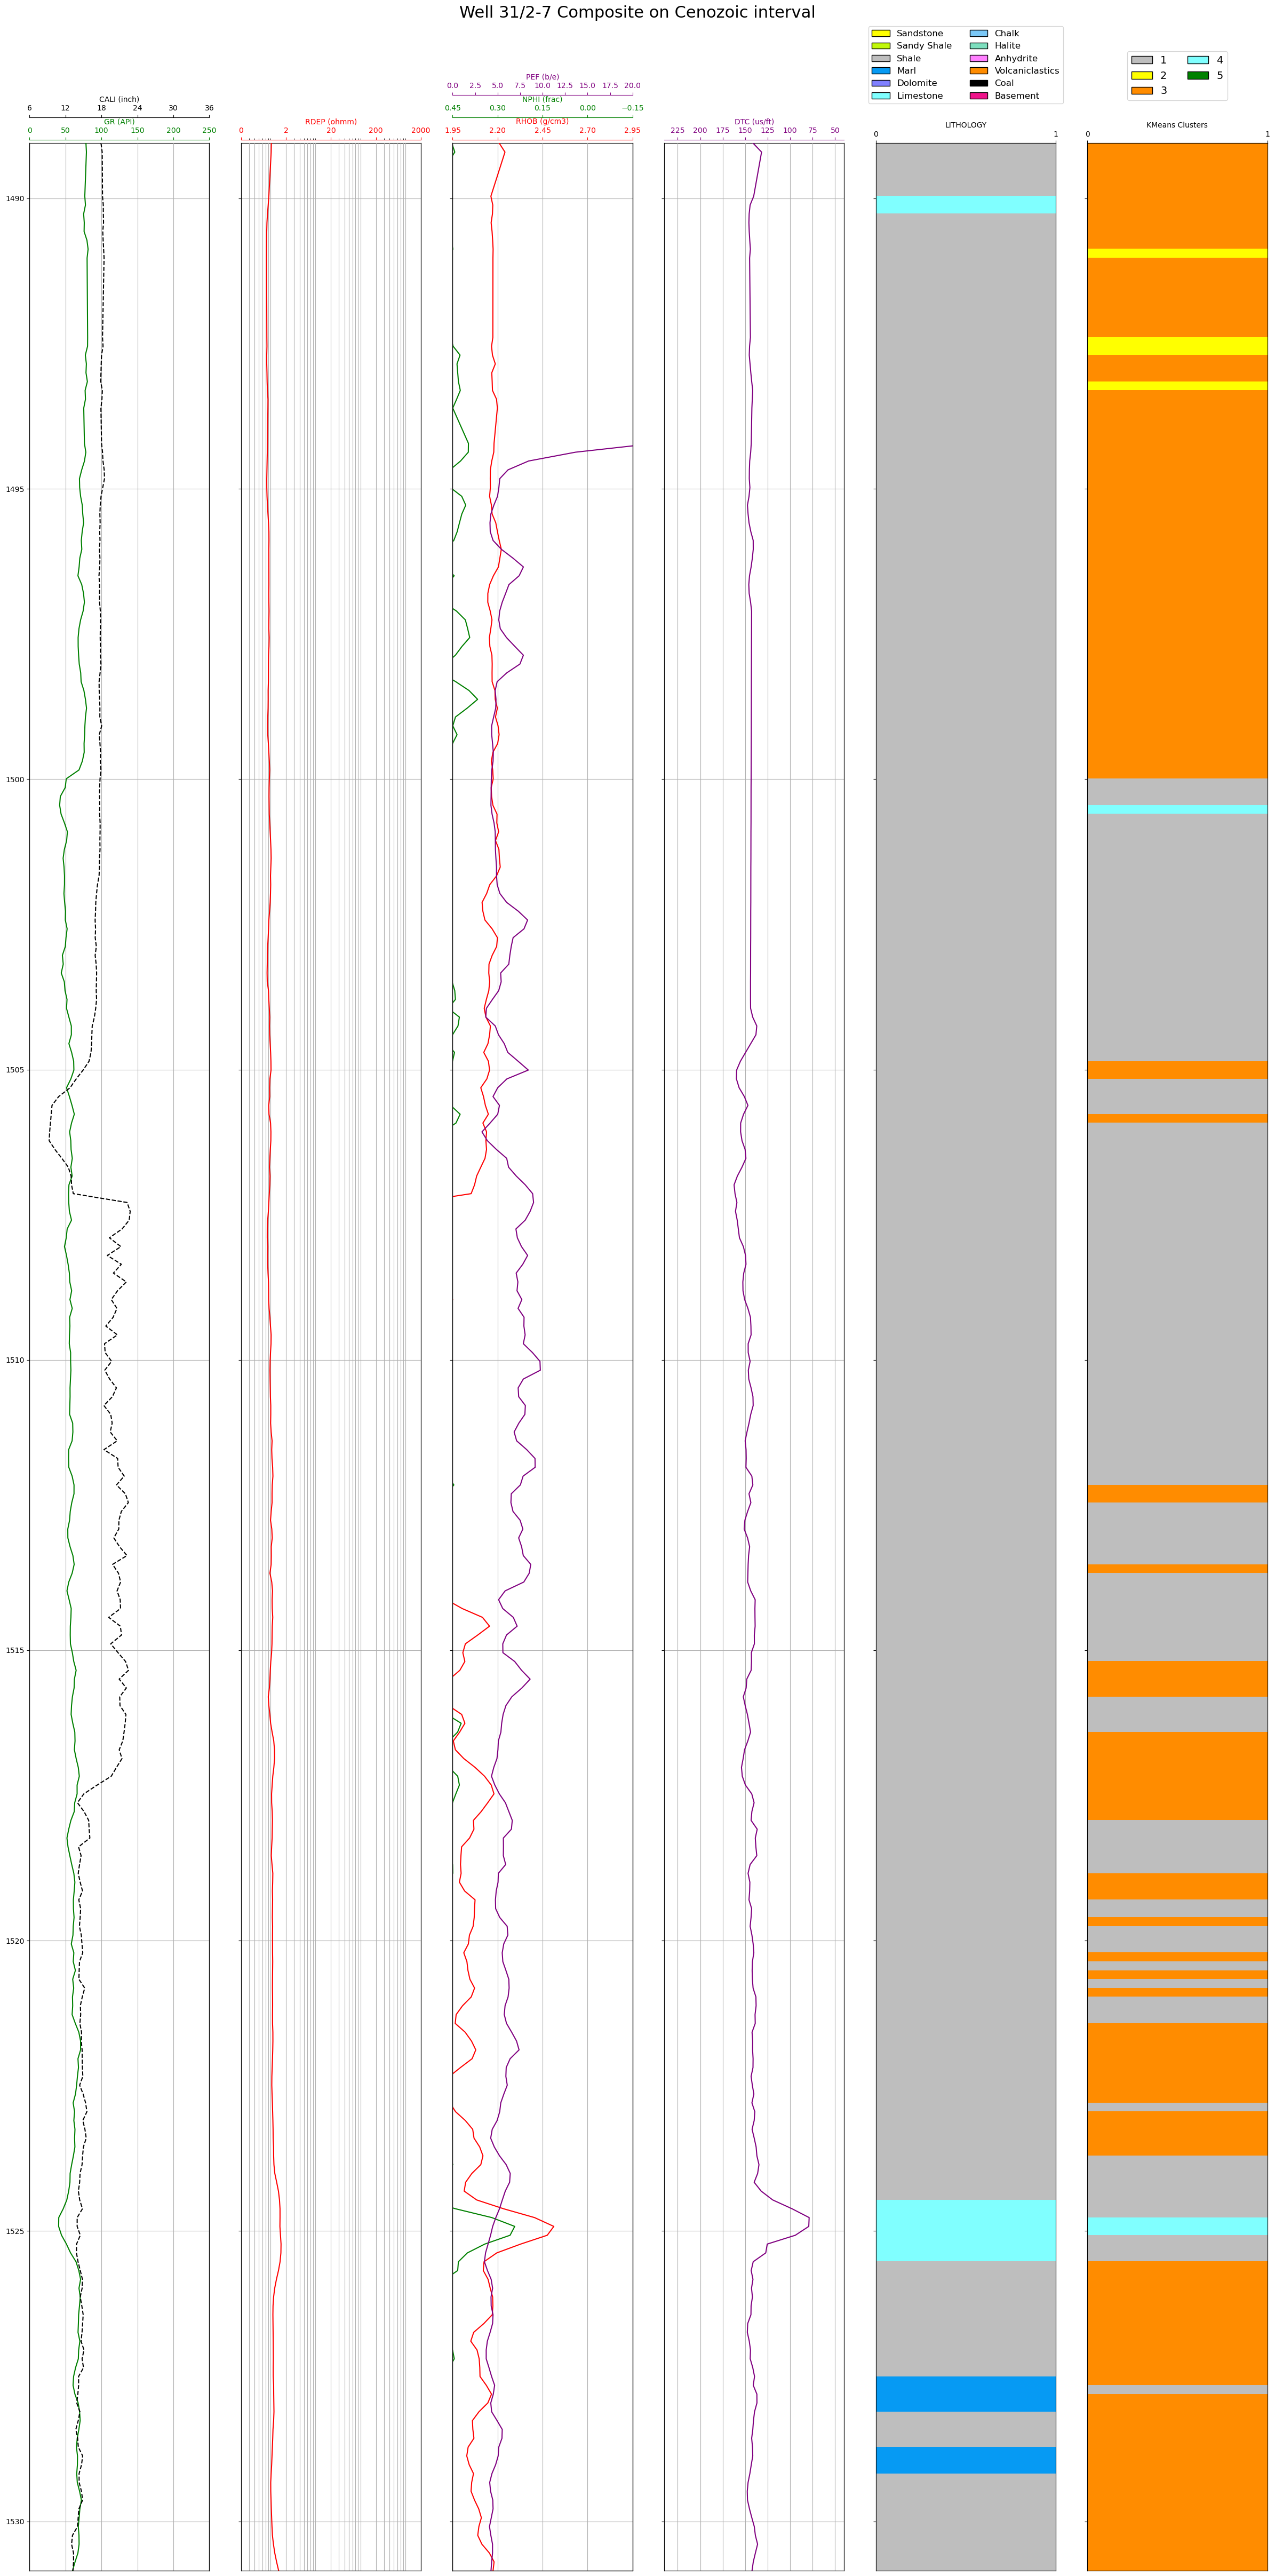 Well 31/2-7 Composite on Cenozoic interval
Sandstone Chalk
Sandy Shale Halite
Shale Anhydrite
Marl Volcaniclastics
Dolomite Coal
Limestone Basement
1 4
2 5
3
PEF (b/e)
0.0 2.5 5.0 7.5 10.0 12.5 15.0 17.5 20.0
CALI (inch) NPHI (frac)
6 12 18 24 30 36 0.45 0.30 0.15 0.00 −0.15
GR (API) RDEP (ohmm) RHOB (g/cm3) DTC (us/ft) LITHOLOGY KMeans Clusters
0 50 100 150 200 250 0 2 20 200 2000 1.95 2.20 2.45 2.70 2.95 225 200 175 150 125 100 75 50 0 1 0 1
1490
1495
1500
1505
1510
1515
1520
1525
1530